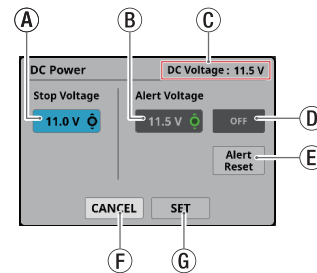 A
B
C
DC Power
DC Voltage : 11.5 V
Stop Voltage
Alert Voltage
11.0 V
11.5 V
OFF
D
Alert
Reset
E
CANCEL
SET
F
G